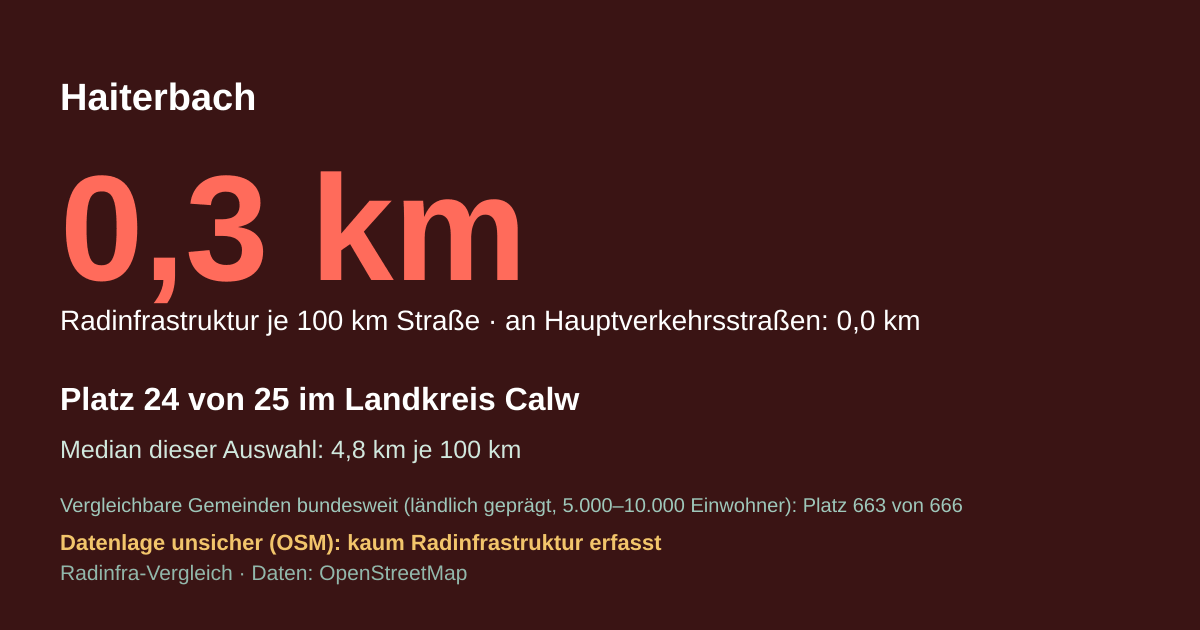 Haiterbach
0,3 km
Radinfrastruktur je 100 km Straße · an Hauptverkehrsstraßen: 0,0 km
Platz 24 von 25 im Landkreis Calw
Median dieser Auswahl: 4,8 km je 100 km
Vergleichbare Gemeinden bundesweit (ländlich geprägt, 5.000–10.000 Einwohner): Platz 663 von 666
Datenlage unsicher (OSM): kaum Radinfrastruktur erfasst
Radinfra-Vergleich · Daten: OpenStreetMap